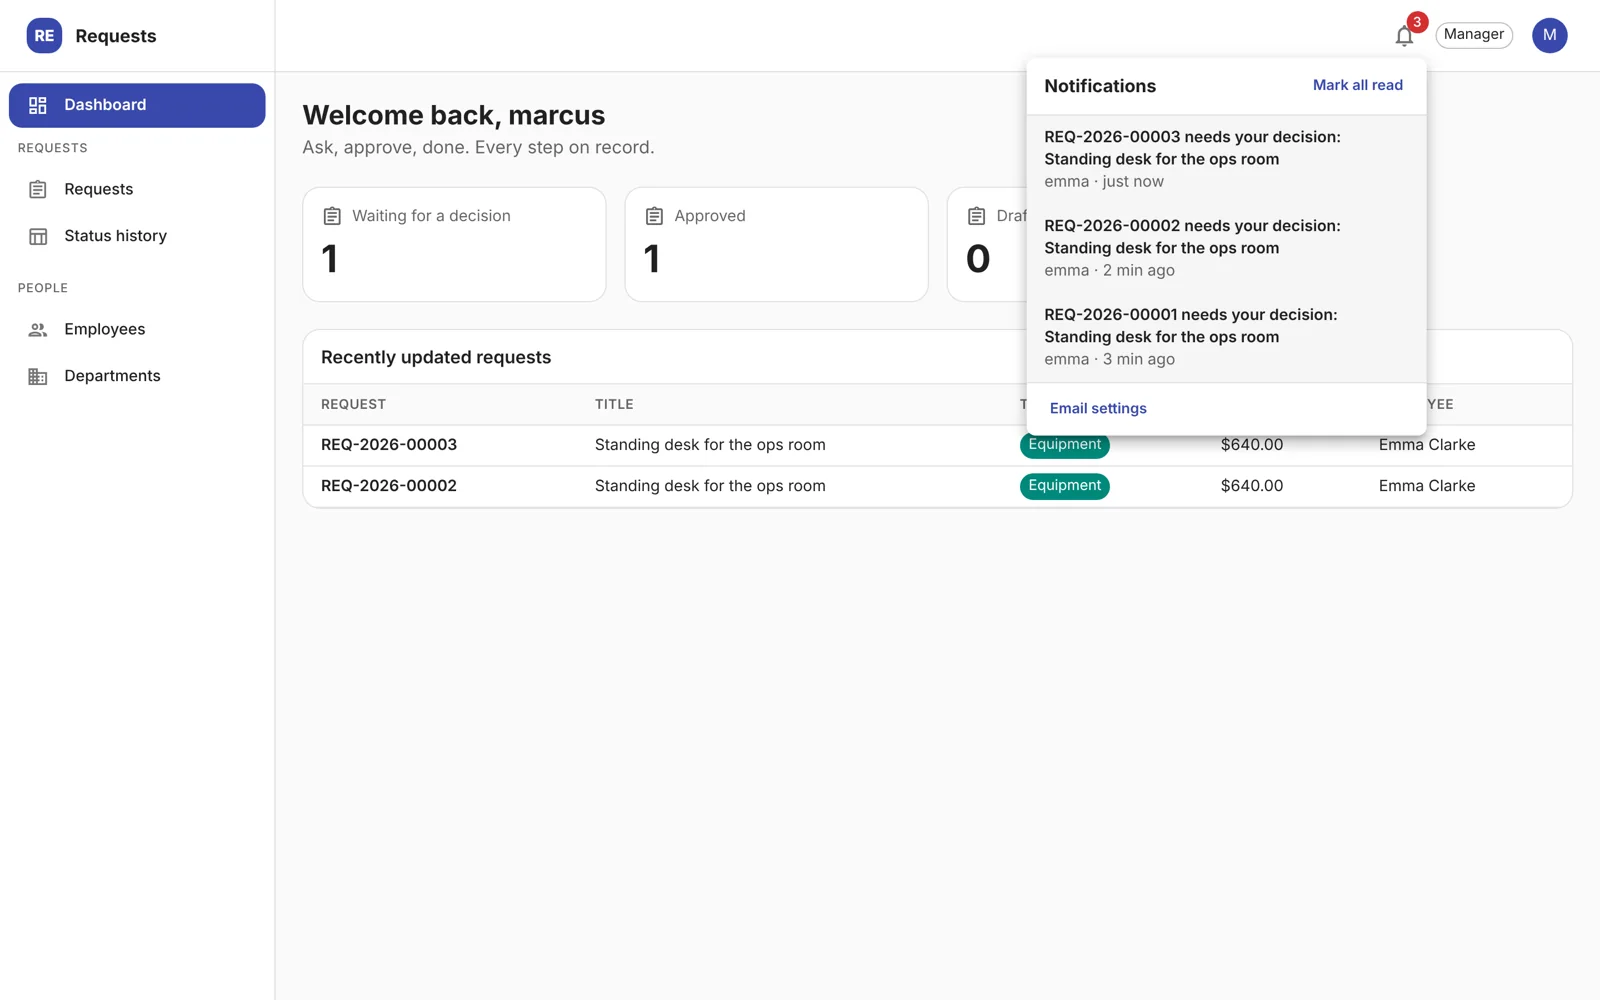 RE Requests
3
Manager
M
Dashboard
REQUESTS
Requests
Status history
PEOPLE
Employees
Departments
Welcome back, marcus
Ask, approve, done. Every step on record.
Waiting for a decision
1
Approved
1
Draf
0
Notifications
Mark all read
REQ-2026-00003 needs your decision:
Standing desk for the ops room
emma · just now
REQ-2026-00002 needs your decision:
Standing desk for the ops room
emma · 2 min ago
REQ-2026-00001 needs your decision:
Standing desk for the ops room
emma · 3 min ago
Email settings
Recently updated requests
REQUEST TITLE T YEE
REQ-2026-00003 Standing desk for the ops room Equipment $640.00 Emma Clarke
REQ-2026-00002 Standing desk for the ops room Equipment $640.00 Emma Clarke